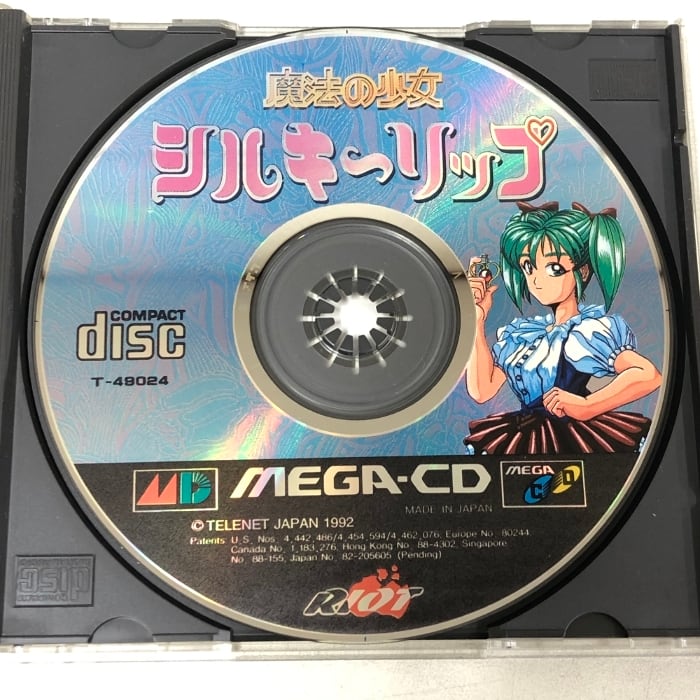 魔法の少女
シルキーリップ
COMPACT
disc
T-49024
MEGA-CD
MEGA
CD
MADE IN JAPAN
© TELENET JAPAN 1992
Patents: U.S. Nos. 4,442,486/4,454,594/4,462,076, Europe No. 80244,
Canada No. 1,183,276, Hong Kong No. 88-4302, Singapore
No. 88-155, Japan No. 82-205605 (Pending)
RIOT